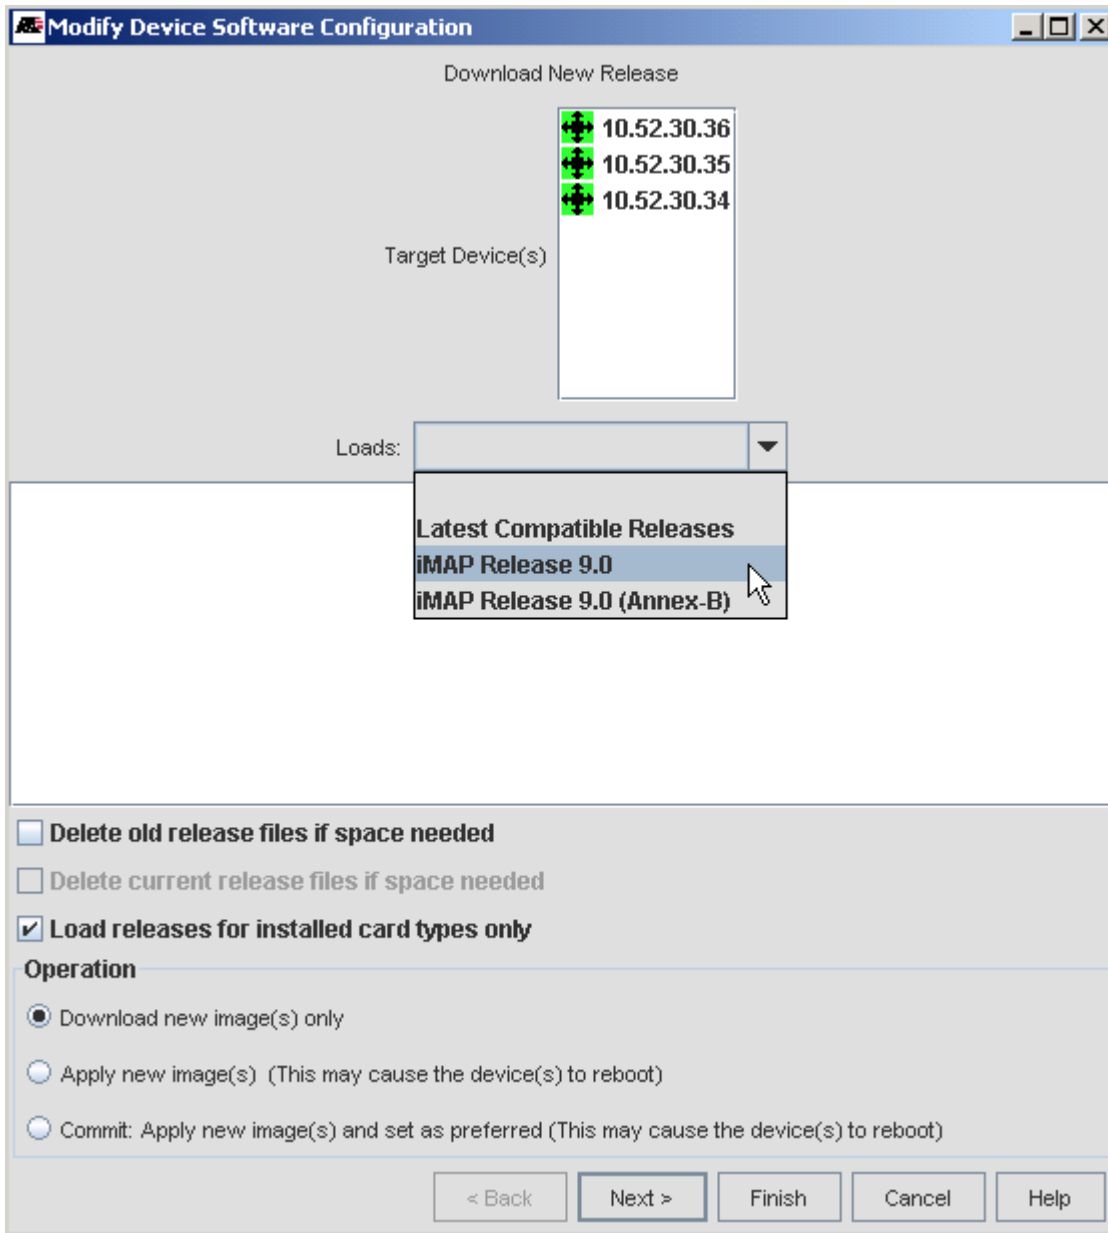 Modify Device Software Configuration
Download New Release
10.52.30.36
10.52.30.35
10.52.30.34
Target Device(s)
Loads:
Latest Compatible Releases
iMAP Release 9.0
iMAP Release 9.0 (Annex-B)
Delete old release files if space needed
Delete current release files if space needed
Load releases for installed card types only
Operation
Download new image(s) only
Apply new image(s) (This may cause the device(s) to reboot)
Commit: Apply new image(s) and set as preferred (This may cause the device(s) to reboot)
< Back Next > Finish Cancel Help